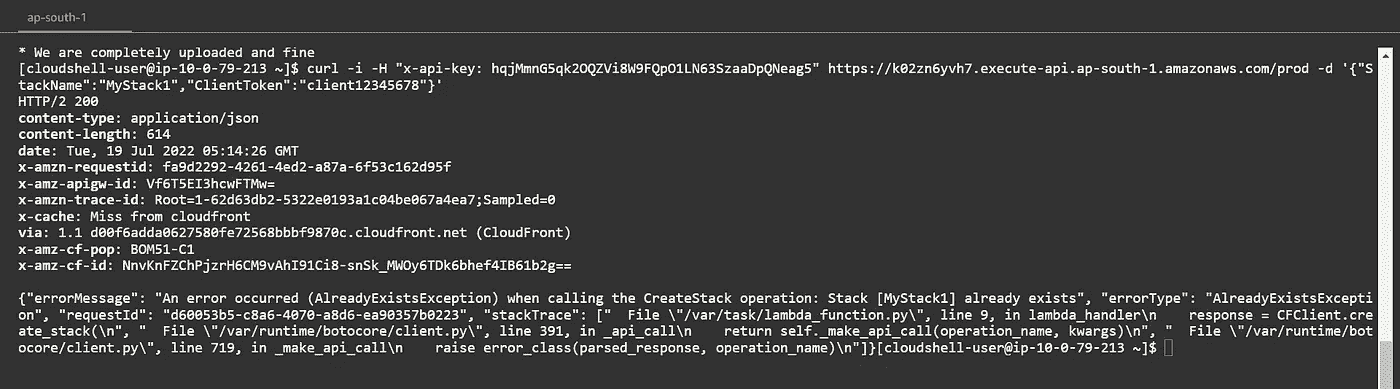 ap-south-1
* We are completely uploaded and fine
[cloudshell-user@ip-10-0-79-213 ~]$ curl -i -H "x-api-key: hqjMmnG5qk2OQZVi8W9FQpO1LN63SzaaDpQNeag5" https://k02zn6yvh7.execute-api.ap-south-1.amazonaws.com/prod -d '{"S
tackName":"MyStack1","ClientToken":"client12345678"}'
HTTP/2 200
content-type: application/json
content-length: 614
date: Tue, 19 Jul 2022 05:14:26 GMT
x-amzn-requestid: fa9d2292-4261-4ed2-a87a-6f53c162d95f
x-amz-apigw-id: Vf6T5EI3hcwFTMw=
x-amzn-trace-id: Root=1-62d63db2-5322e0193a1c04be067a4ea7;Sampled=0
x-cache: Miss from cloudfront
via: 1.1 d00f6adda0627580fe72568bbbf9870c.cloudfront.net (CloudFront)
x-amz-cf-pop: BOM51-C1
x-amz-cf-id: NnvKnFZChPjzrH6CM9vAhI91Ci8-snSk_MWOy6TDk6bhef4IB61b2g==
{"errorMessage": "An error occurred (AlreadyExistsException) when calling the CreateStack operation: Stack [MyStack1] already exists", "errorType": "AlreadyExistsExcepti
on", "requestId": "d60053b5-c8a6-4070-a8d6-ea90357b0223", "stackTrace": ["  File \"/var/task/lambda_function.py\", line 9, in lambda_handler\n    response = CFClient.cre
ate_stack(\n", "  File \"/var/runtime/botocore/client.py\", line 391, in _api_call\n    return self._make_api_call(operation_name, kwargs)\n", "  File \"/var/runtime/bot
ocore/client.py\", line 719, in _make_api_call\n    raise error_class(parsed_response, operation_name)\n"]}[cloudshell-user@ip-10-0-79-213 ~]$